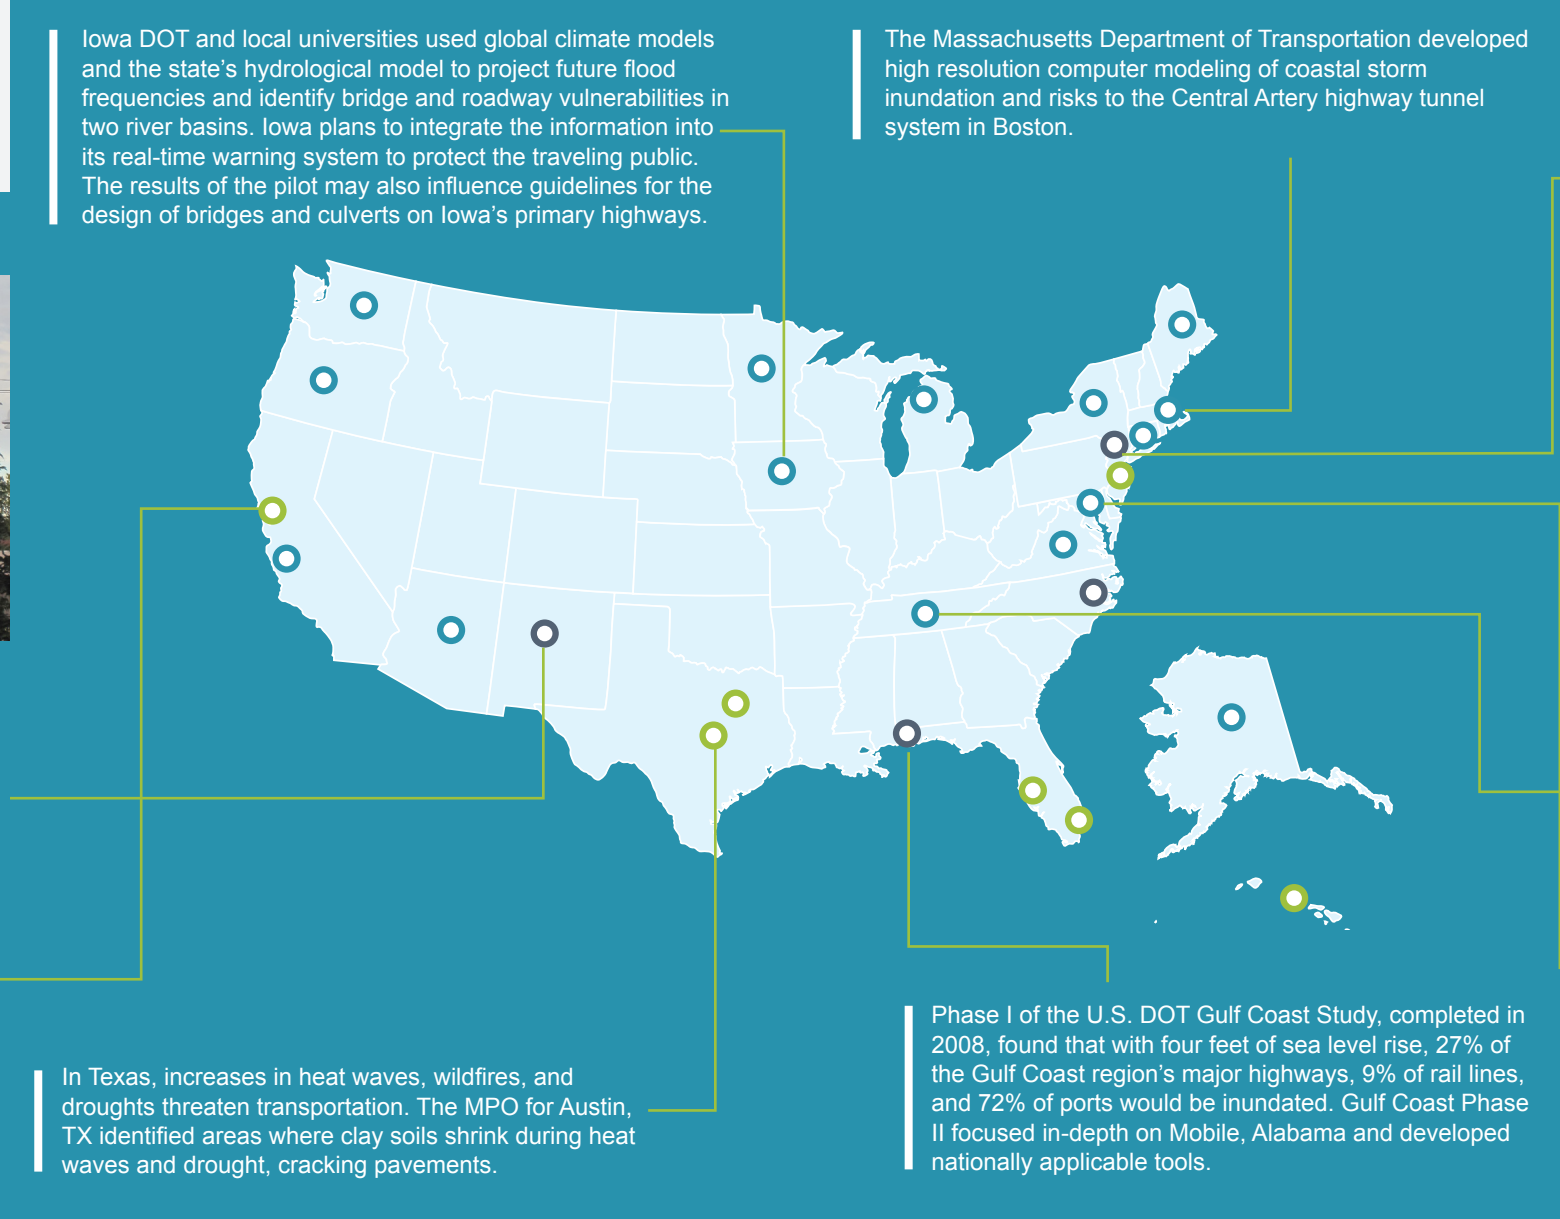 Iowa DOT and local universities used global climate models
and the state’s hydrological model to project future flood
frequencies and identify bridge and roadway vulnerabilities in
two river basins. Iowa plans to integrate the information into
its real-time warning system to protect the traveling public.
The results of the pilot may also influence guidelines for the
design of bridges and culverts on Iowa’s primary highways.
The Massachusetts Department of Transportation developed
high resolution computer modeling of coastal storm
inundation and risks to the Central Artery highway tunnel
system in Boston.
In Texas, increases in heat waves, wildfires, and
droughts threaten transportation. The MPO for Austin,
TX identified areas where clay soils shrink during heat
waves and drought, cracking pavements.
Phase I of the U.S. DOT Gulf Coast Study, completed in
2008, found that with four feet of sea level rise, 27% of
the Gulf Coast region’s major highways, 9% of rail lines,
and 72% of ports would be inundated. Gulf Coast Phase
II focused in-depth on Mobile, Alabama and developed
nationally applicable tools.